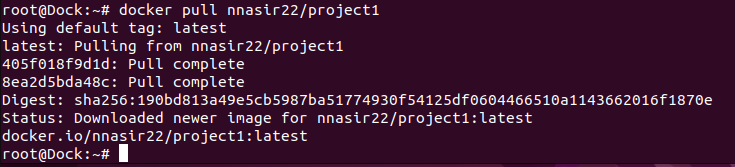 root@Dock:~# docker pull nnasir22/project1
Using default tag: latest
latest: Pulling from nnasir22/project1
405f018f9d1d: Pull complete
8ea2d5bda48c: Pull complete
Digest: sha256:190bd813a49e5cb5987ba51774930f54125df0604466510a1143662016f1870e
Status: Downloaded newer image for nnasir22/project1:latest
docker.io/nnasir22/project1:latest
root@Dock:~#